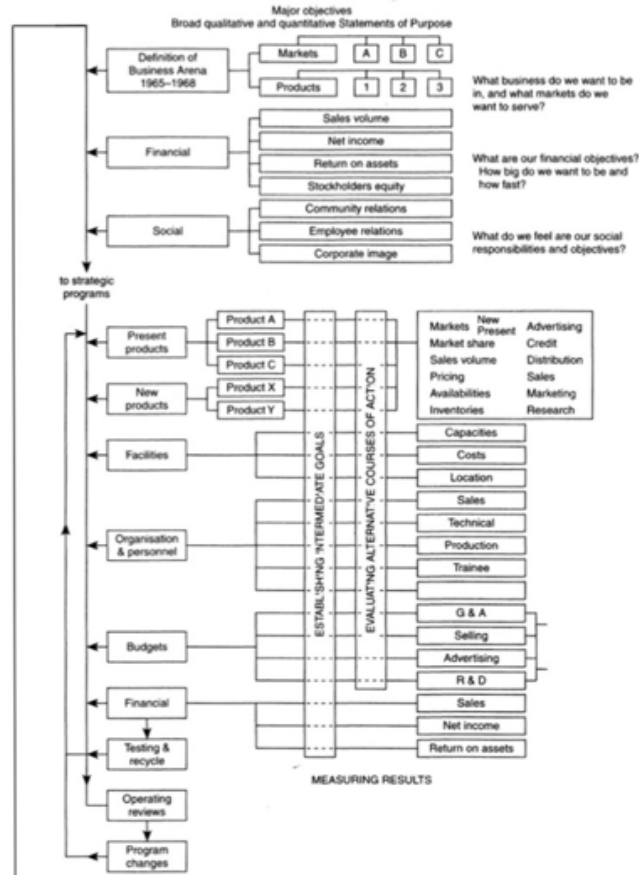 Major objectives
Broad qualitative and quantitative Statements of Purpose
Definition of
Business Arena
1965–1968
Markets
A
B
C
Products
1
2
3
What business do we want to be
in, and what markets do we
want to serve?
Financial
Sales volume
Net income
Return on assets
Stockholders equity
What are our financial objectives?
How big do we want to be and
how fast?
Social
Community relations
Employee relations
Corporate image
What do we feel are our social
responsibilities and objectives?
to strategic
programs
Present
products
Product A
Product B
Product C
New
products
Product X
Product Y
ESTABLISHING INTERMEDIATE GOALS
EVALUATING ALTERNATIVE COURSES OF ACTION
Markets New Present Advertising
Market share Credit
Sales volume Distribution
Pricing Sales
Availabilities Marketing
Inventories Research
Facilities
Capacities
Costs
Location
Organisation
& personnel
Sales
Technical
Production
Trainee
Budgets
G & A
Selling
Advertising
R & D
Financial
Sales
Net income
Return on assets
Testing &
recycle
MEASURING RESULTS
Operating
reviews
Program
changes